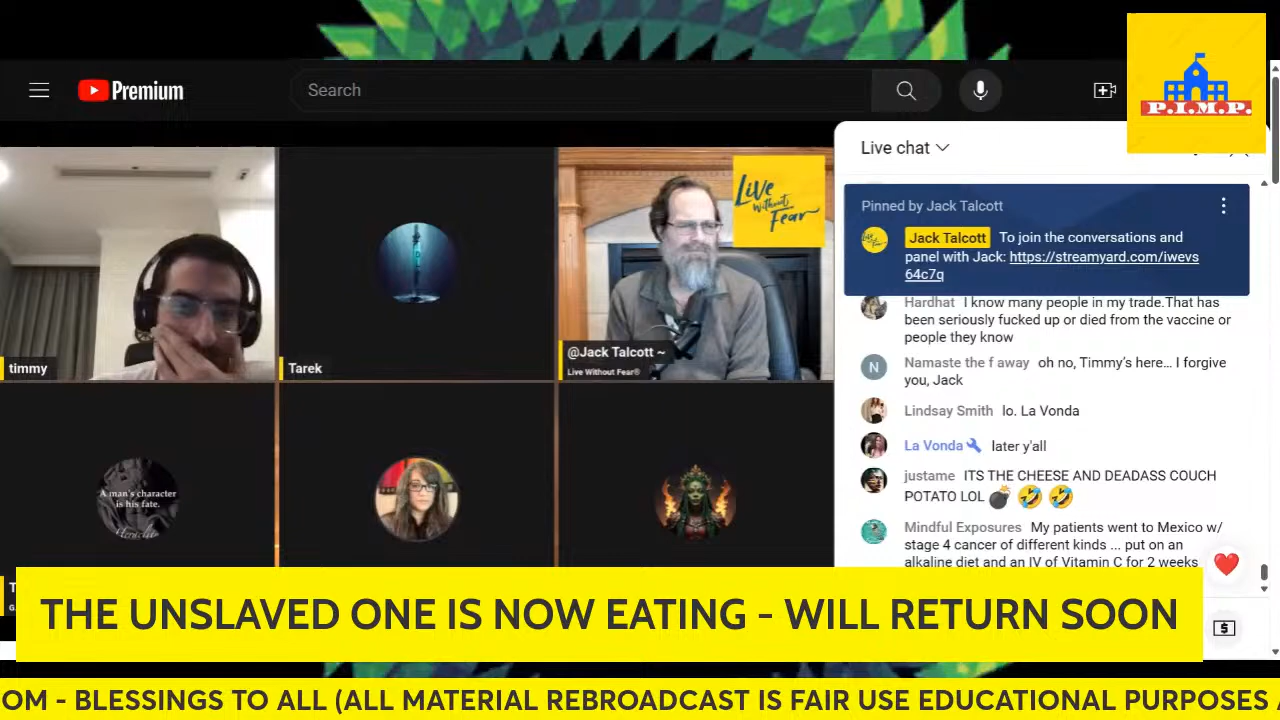 Premium
Search
P.I.M.P.
Live chat
Live
Without
Fear
Pinned by Jack Talcott
Jack Talcott To join the conversations and
panel with Jack: https://streamyard.com/iwevs
64c7q
Hardhat I know many people in my trade.That has
been seriously fucked up or died from the vaccine or
people they know
Namaste the f away oh no, Timmy's here... I forgive
you, Jack
Lindsay Smith lo. La Vonda
La Vonda later y'all
justame ITS THE CHEESE AND DEADASS COUCH
POTATO LOL 💣 🤣 🤣
Mindful Exposures My patients went to Mexico w/
stage 4 cancer of different kinds ... put on an
alkaline diet and an IV of Vitamin C for 2 weeks
timmy
Tarek
@Jack Talcott ~
Live Without Fear®
N
A man's character
is his fate.
THE UNSLAVED ONE IS NOW EATING - WILL RETURN SOON
OM - BLESSINGS TO ALL (ALL MATERIAL REBROADCAST IS FAIR USE EDUCATIONAL PURPOSES